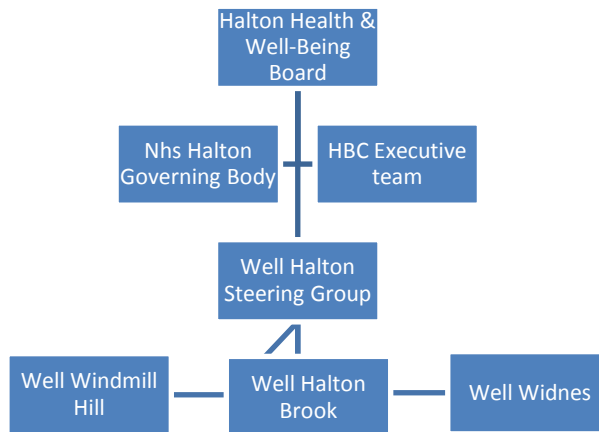 Halton Health &
Well-Being
Board
Nhs Halton
Governing Body
HBC Executive
team
Well Halton
Steering Group
Well Windmill
Hill
Well Halton
Brook
Well Widnes